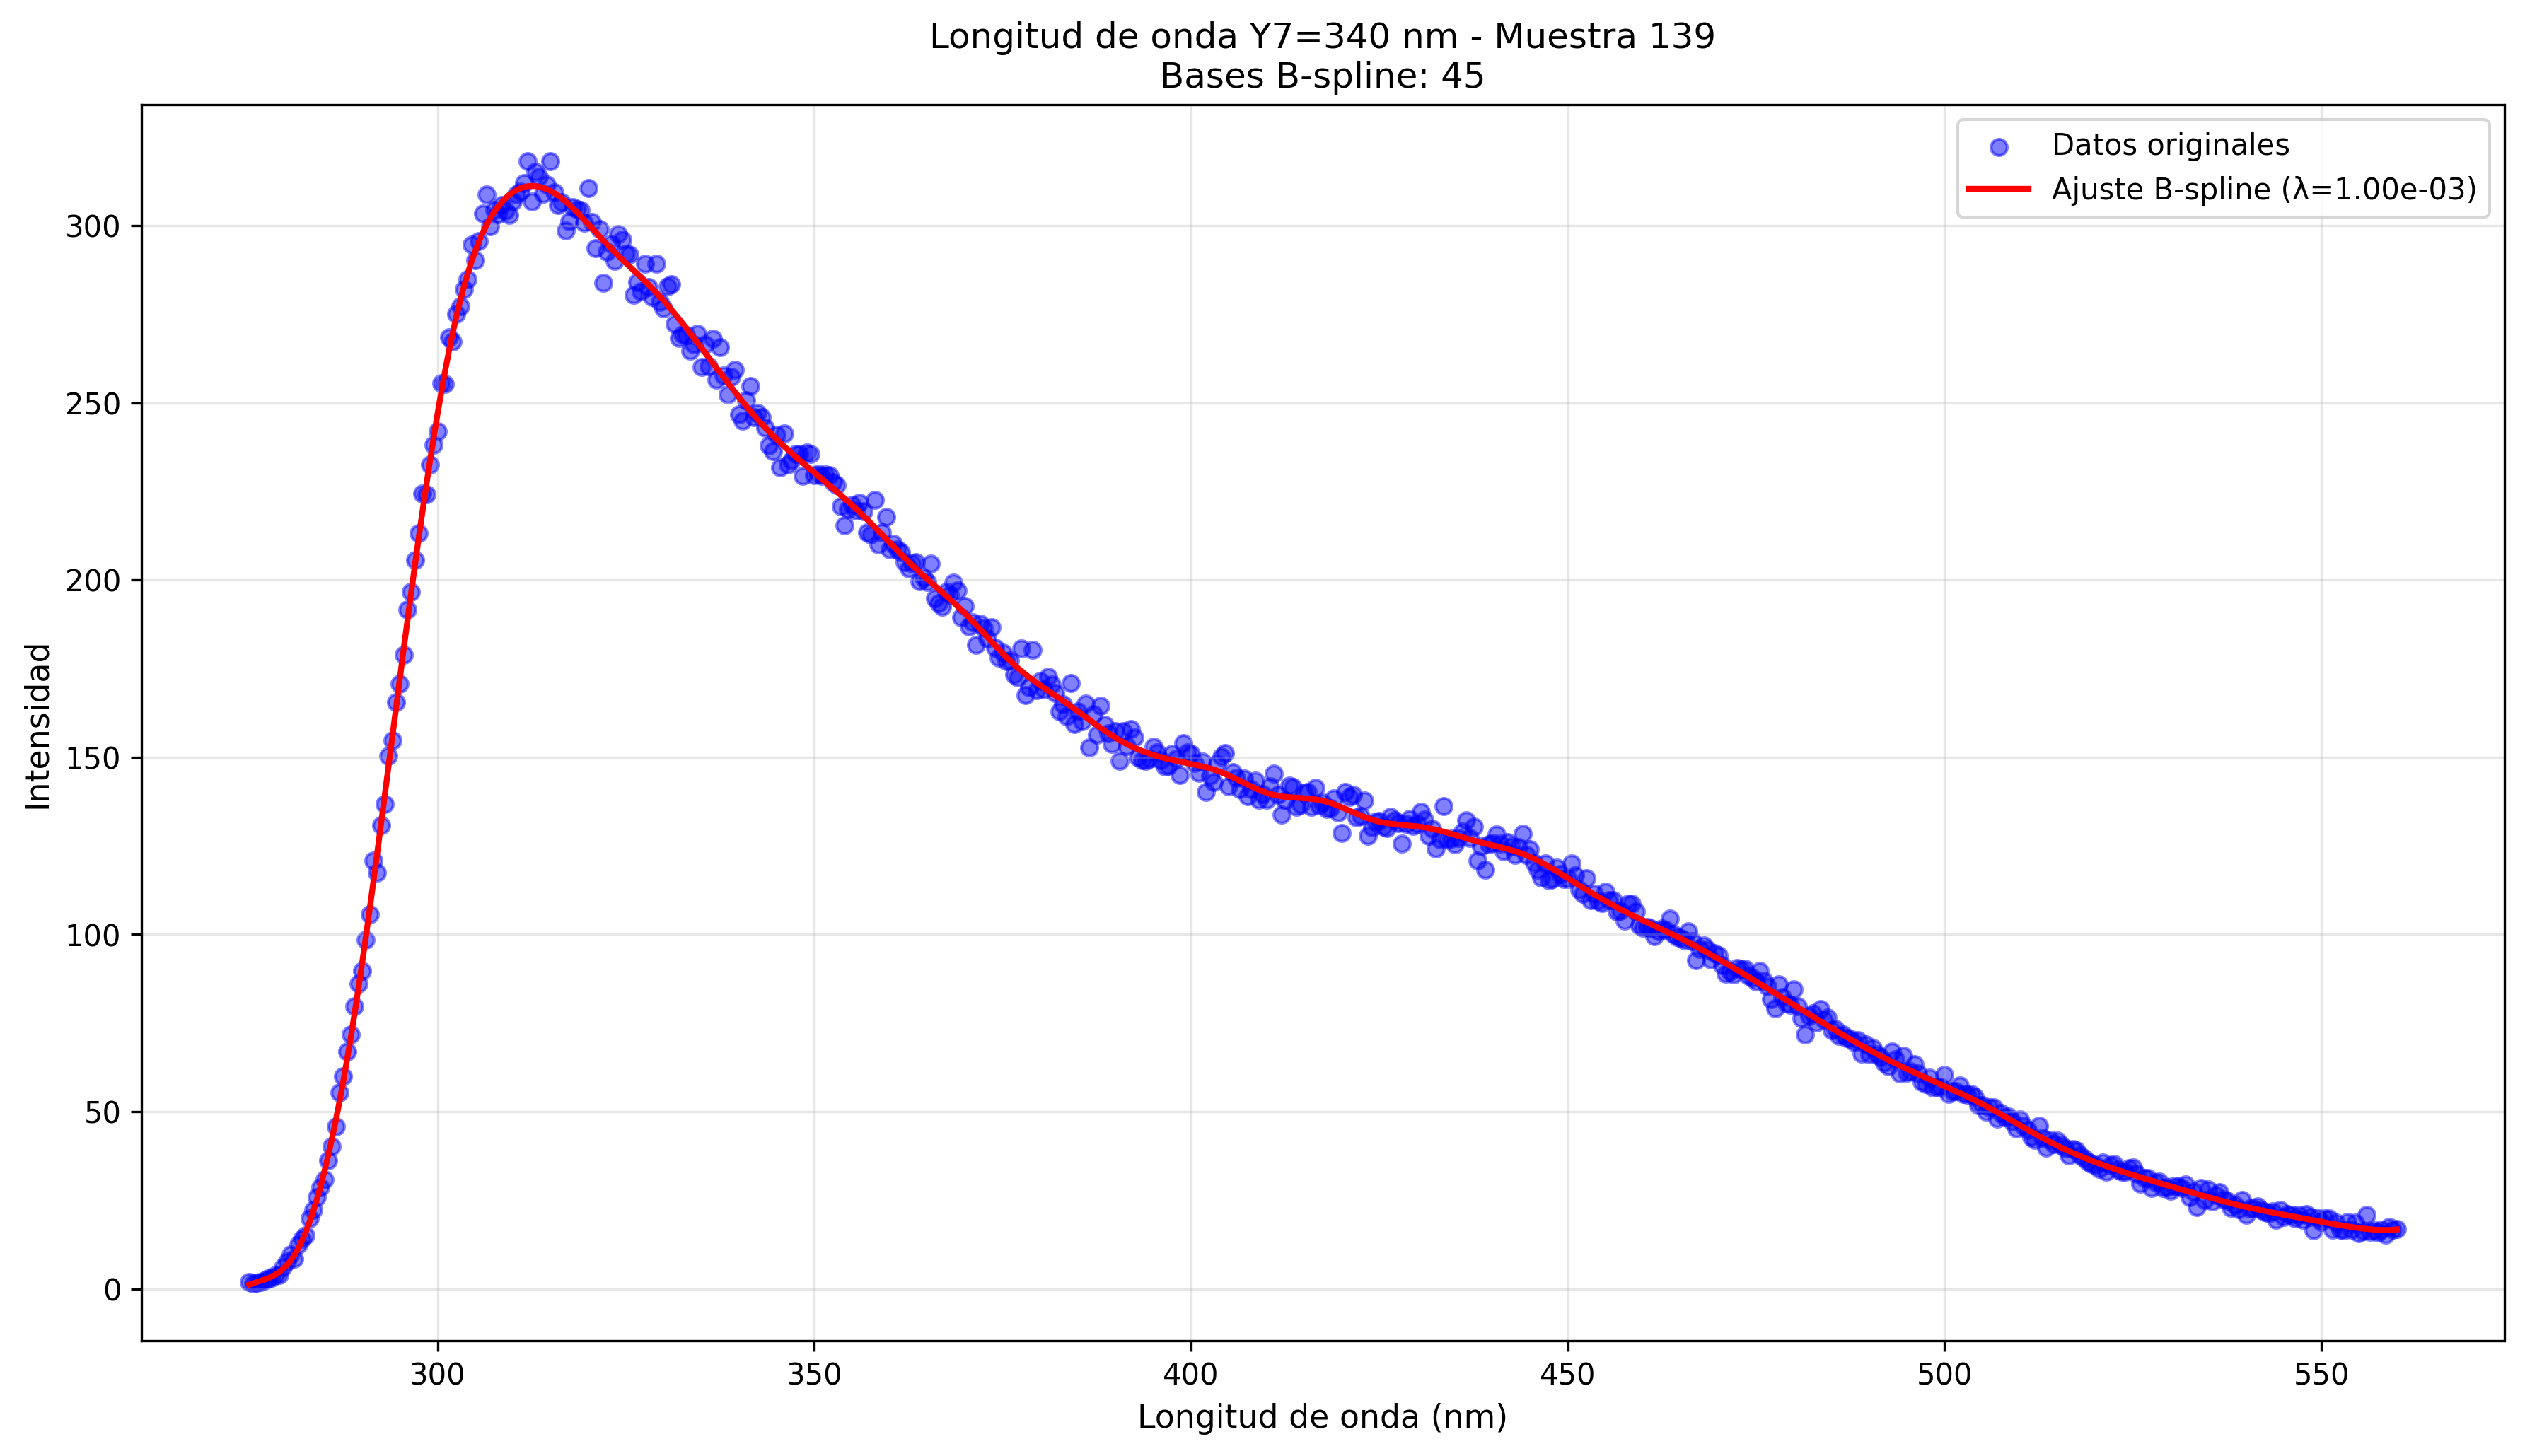 Longitud de onda Y7=340 nm - Muestra 139
Bases B-spline: 45
Datos originales
Ajuste B-spline (λ=1.00e-03)
Intensidad
300
250
200
150
100
50
0
300 350 400 450 500 550
Longitud de onda (nm)